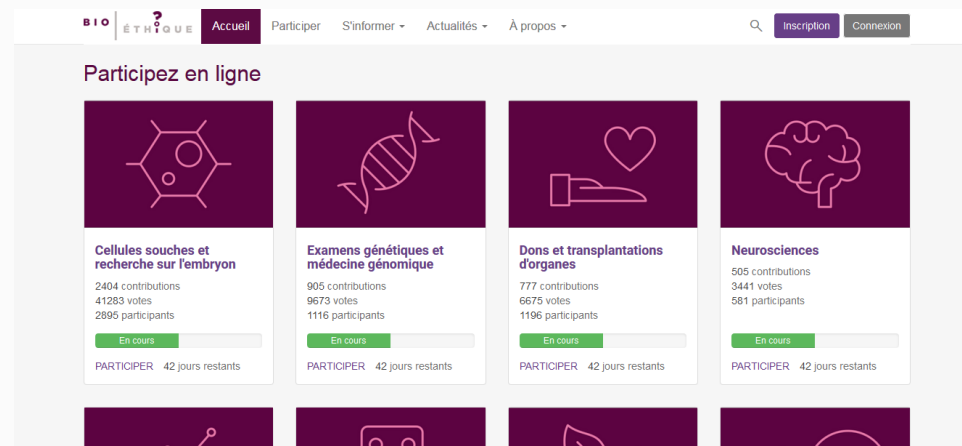 BIO
ÉTHIQUE
Accueil
Participer
S'informer
Actualités
À propos
Inscription
Connexion
Participez en ligne
Cellules souches et
recherche sur l'embryon
2404 contributions
41283 votes
2895 participants
En cours
PARTICIPER 42 jours restants
Examens génétiques et
médecine génomique
905 contributions
9673 votes
1116 participants
En cours
PARTICIPER 42 jours restants
Dons et transplantations
d'organes
777 contributions
6675 votes
1196 participants
En cours
PARTICIPER 42 jours restants
Neurosciences
505 contributions
3441 votes
581 participants
En cours
PARTICIPER 42 jours restants